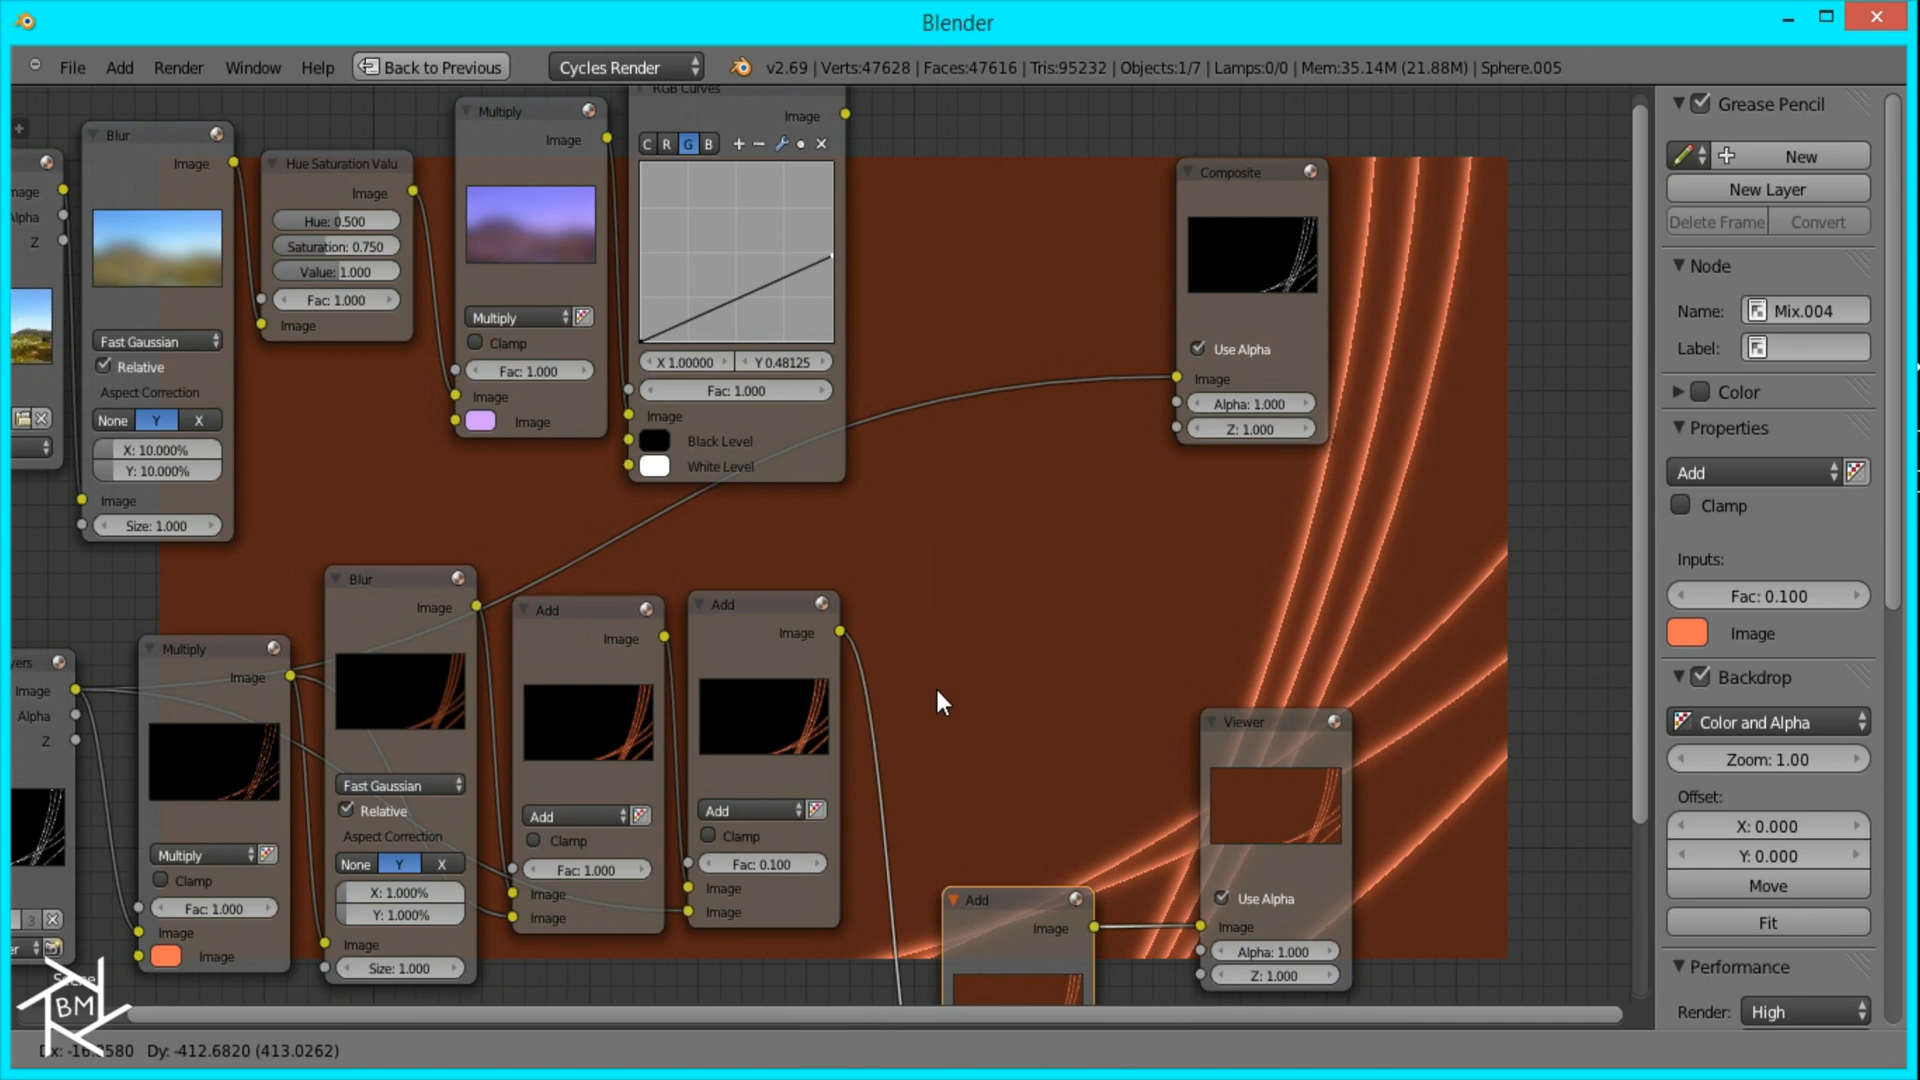 Blender
File Add Render Window Help Back to Previous Cycles Render v2.69 | Verts:47628 | Faces:47616 | Tris:95232 | Objects:1/7 | Lamps:0/0 | Mem:35.14M (21.88M) | Sphere.005
Blur
Image
Fast Gaussian
Relative
Aspect Correction
None Y X
X: 10.000%
Y: 10.000%
Image
Size: 1.000
Hue Saturation Valu
Image
Hue: 0.500
Saturation: 0.750
Value: 1.000
Fac: 1.000
Image
Multiply
Image
Multiply
Clamp
Fac: 1.000
Image
Image
RGB Curves
Image
C R G B
X 1.00000 Y 0.48125
Fac: 1.000
Image
Black Level
White Level
Composite
Use Alpha
Image
Alpha: 1.000
Z: 1.000
Z
Image
Alpha
Z
3
Multiply
Image
Multiply
Clamp
Fac: 1.000
Image
Image
Blur
Image
Fast Gaussian
Relative
Aspect Correction
None Y X
X: 1.000%
Y: 1.000%
Image
Size: 1.000
Add
Image
Add
Clamp
Fac: 1.000
Image
Image
Add
Image
Add
Clamp
Fac: 0.100
Image
Image
Add
Image
Viewer
Use Alpha
Image
Alpha: 1.000
Z: 1.000
Grease Pencil
New
New Layer
Delete Frame Convert
Node
Name: Mix.004
Label:
Color
Properties
Add
Clamp
Inputs:
Fac: 0.100
Image
Backdrop
Color and Alpha
Zoom: 1.00
Offset:
X: 0.000
Y: 0.000
Move
Fit
Performance
Render: High
BM
Dy: -412.6820 (413.0262)